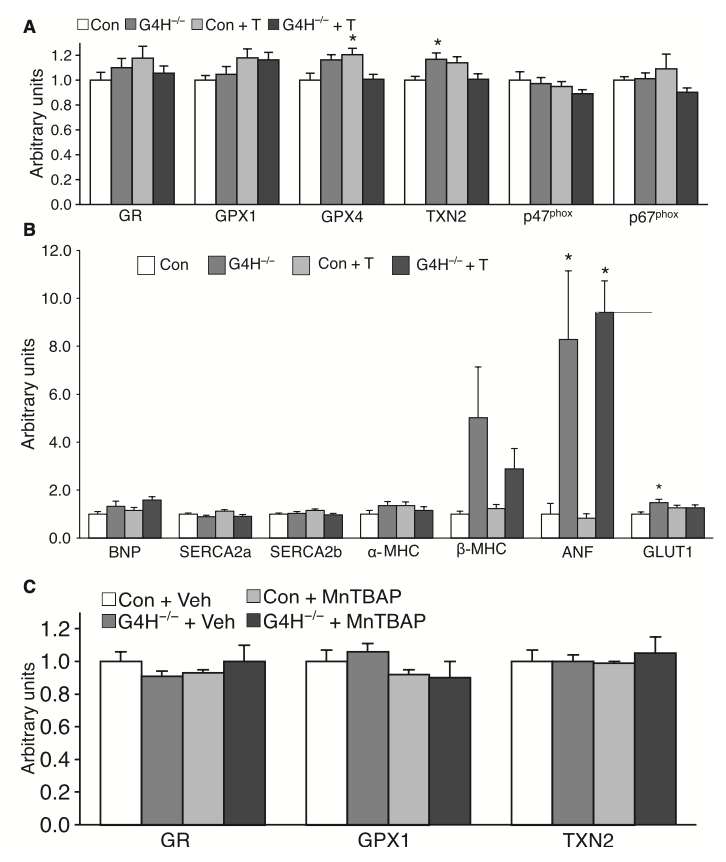 A
Con G4H⁻/⁻ Con + T G4H⁻/⁻ + T
Arbitrary units
1.2
1.0
0.8
0.6
0.4
0.2
0.0
* *
GR GPX1 GPX4 TXN2 p47phox p67phox
B
Con G4H⁻/⁻ Con + T G4H⁻/⁻ + T
Arbitrary units
12.0
10.0
8.0
6.0
4.0
2.0
0.0
* * *
BNP SERCA2a SERCA2b α-MHC β-MHC ANF GLUT1
C
Con + Veh Con + MnTBAP
G4H⁻/⁻ + Veh G4H⁻/⁻ + MnTBAP
Arbitrary units
1.2
1.0
0.8
0.6
0.4
0.2
0.0
GR GPX1 TXN2